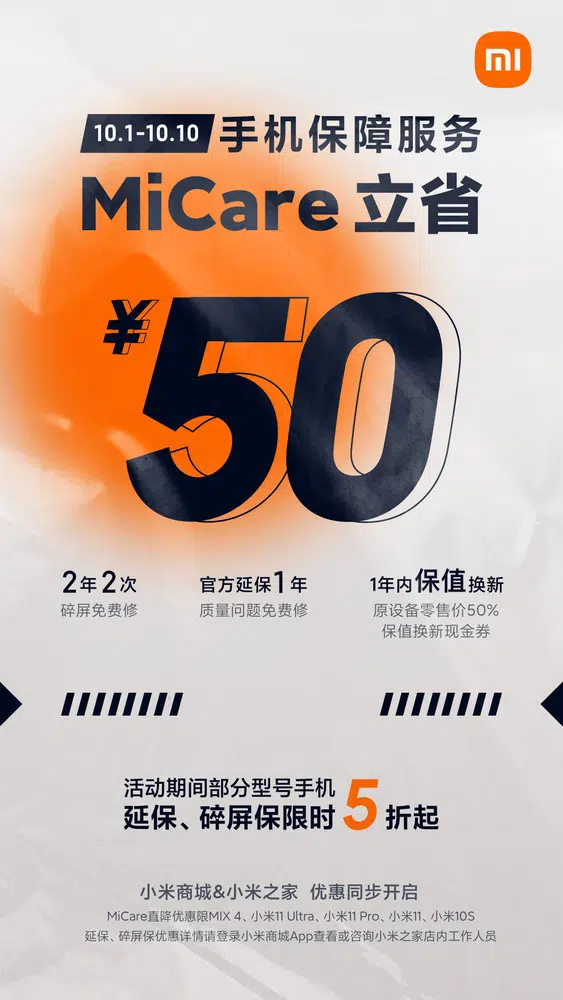 mi
10.1-10.10 手机保障服务
MiCare 立省
¥50
2年2次
碎屏免费修
官方延保1年
质量问题免费修
1年内保值换新
原设备零售价50%
保值换新现金券
活动期间部分型号手机
延保、碎屏保限时5折起
小米商城&小米之家 优惠同步开启
MiCare直降优惠限MIX 4、小米11 Ultra、小米11 Pro、小米11、小米10S
延保、碎屏保优惠详情请登录小米商城App查看或咨询小米之家店内工作人员